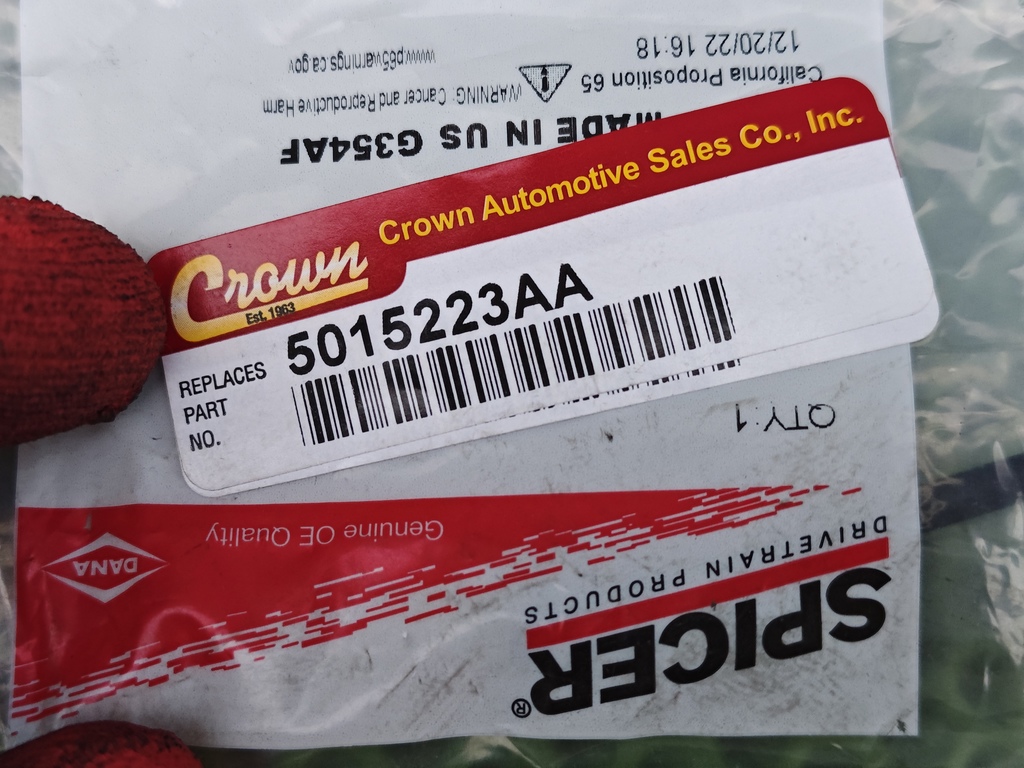 Crown Automotive Sales Co., Inc.
Crown
Est. 1963
REPLACES
PART
NO.
5015223AA
SPICER®
DRIVETRAIN PRODUCTS
Genuine OE Quality
DANA
QTY: 1
MADE IN US G354AF
California Proposition 65
WARNING: Cancer and Reproductive Harm
12/20/22 16:18
www.p65warnings.ca.gov